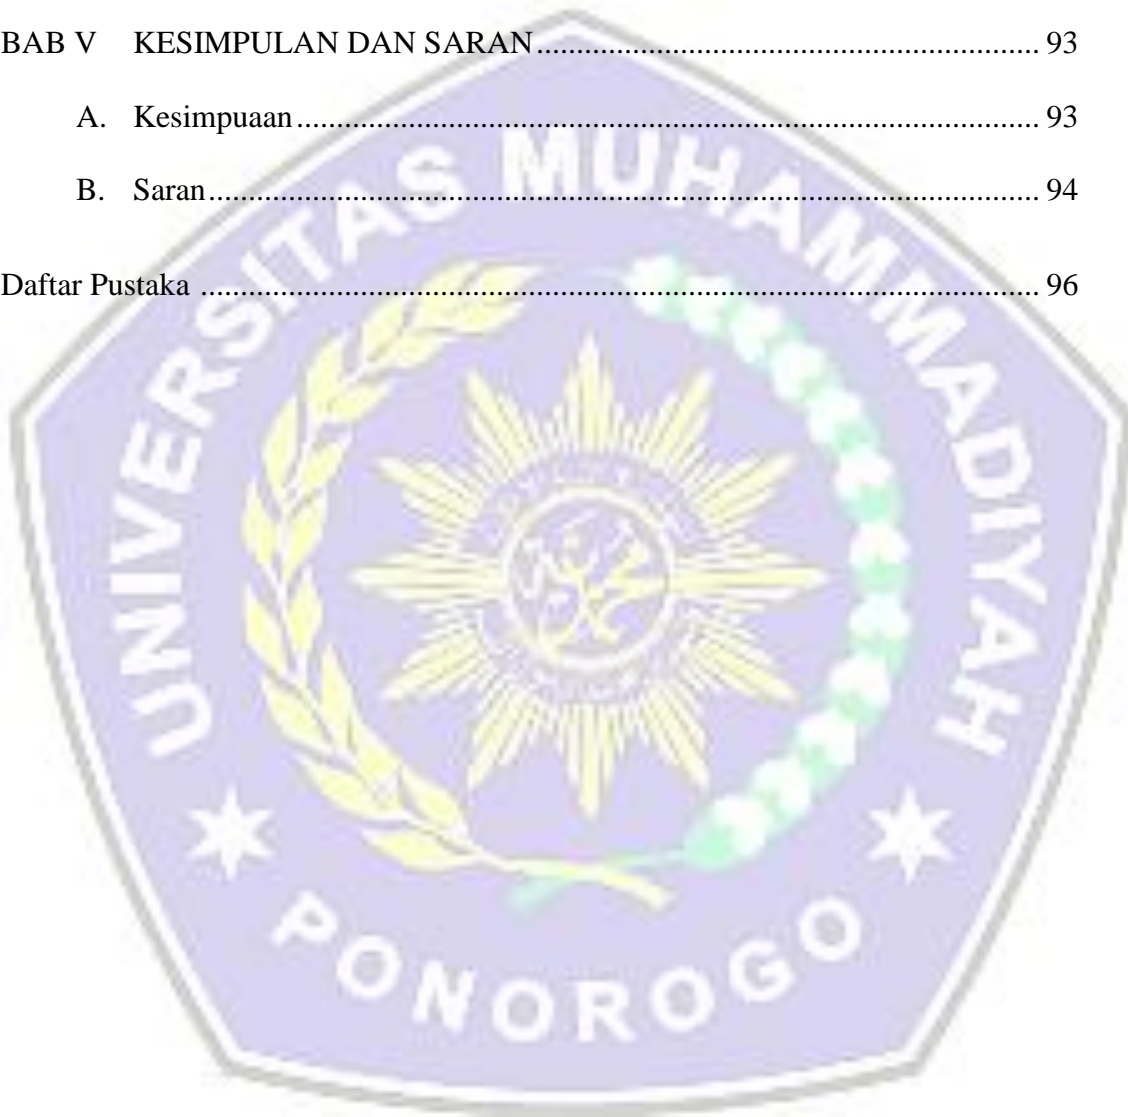 BAB V KESIMPULAN DAN SARAN.......................................................... 93
A. Kesimpuaan.................................................................................... 93
B. Saran.............................................................................................. 94
Daftar Pustaka ................................................................................................ 96
UNIVERSITAS MUHAMMADIYAH
PONOROGO